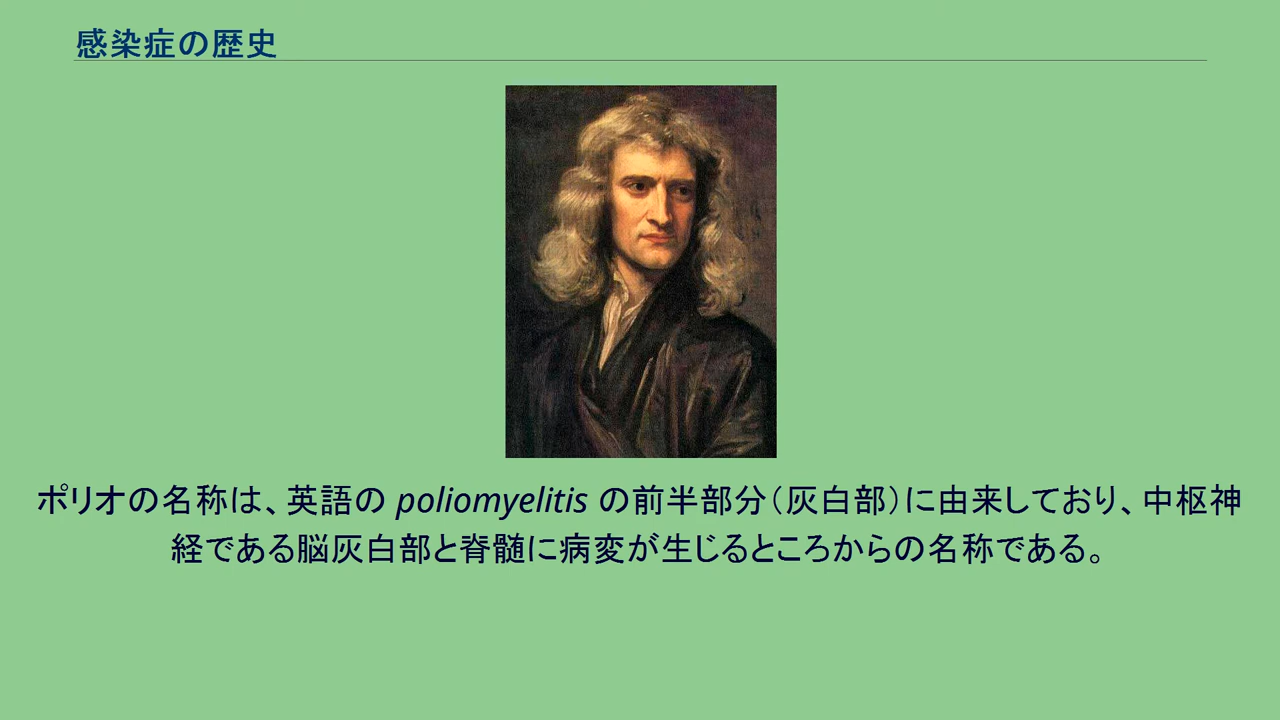 感染症の歴史
ポリオの名称は、英語の poliomyelitis の前半部分（灰白部）に由来しており、中枢神
経である脳灰白部と脊髄に病変が生じるところからの名称である。